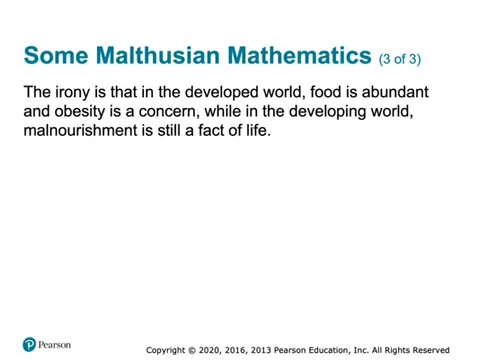 Some Malthusian Mathematics (3 of 3)
The irony is that in the developed world, food is abundant
and obesity is a concern, while in the developing world,
malnourishment is still a fact of life.
Pearson
Copyright © 2020, 2016, 2013 Pearson Education, Inc. All Rights Reserved